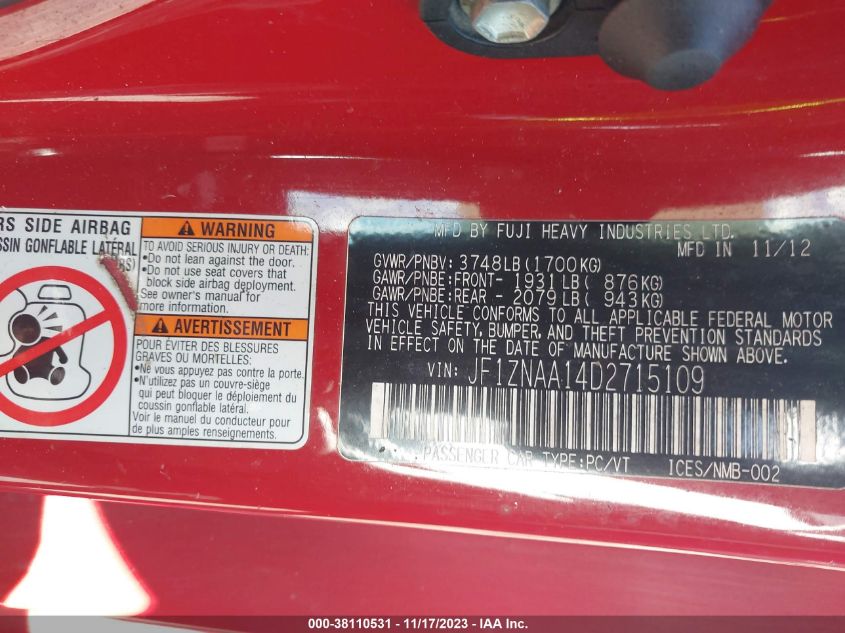 RS SIDE AIRBAG
SSIN GONFLABLE LATÉRAL
RS)
WARNING
TO AVOID SERIOUS INJURY OR DEATH:
•Do not lean against the door.
•Do not use seat covers that
block side airbag deployment.
See owner's manual for
more information.
AVERTISSEMENT
POUR ÉVITER DES BLESSURES
GRAVES OU MORTELLES:
•Ne vous appuyez pas contre la porte.
•Ne pas utiliser un couvre-siège
qui peut bloquer le déploiement du
coussin gonflable latéral.
Voir le manuel du conducteur pour
de plus amples renseignements.
MFD BY FUJI HEAVY INDUSTRIES LTD.
MFD IN 11/12
GVWR/PNBV: 3748LB(1700KG)
GAWR/PNBE:FRONT- 1931LB( 876KG)
GAWR/PNBE:REAR - 2079LB( 943KG)
THIS VEHICLE CONFORMS TO ALL APPLICABLE FEDERAL MOTOR
VEHICLE SAFETY, BUMPER, AND THEFT PREVENTION STANDARDS
IN EFFECT ON THE DATE OF MANUFACTURE SHOWN ABOVE.
VIN: JF1ZNAA14D2715109
PASSENGER CAR TYPE:PC/VT ICES/NMB-002
000-38110531 - 11/17/2023 - IAA Inc.